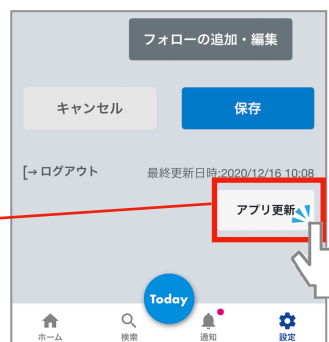 フォローの追加・編集
キャンセル
保存
ログアウト
最終更新日時:2020/12/16 10:08
アプリ更新
Today
ホーム
検索
通知
設定